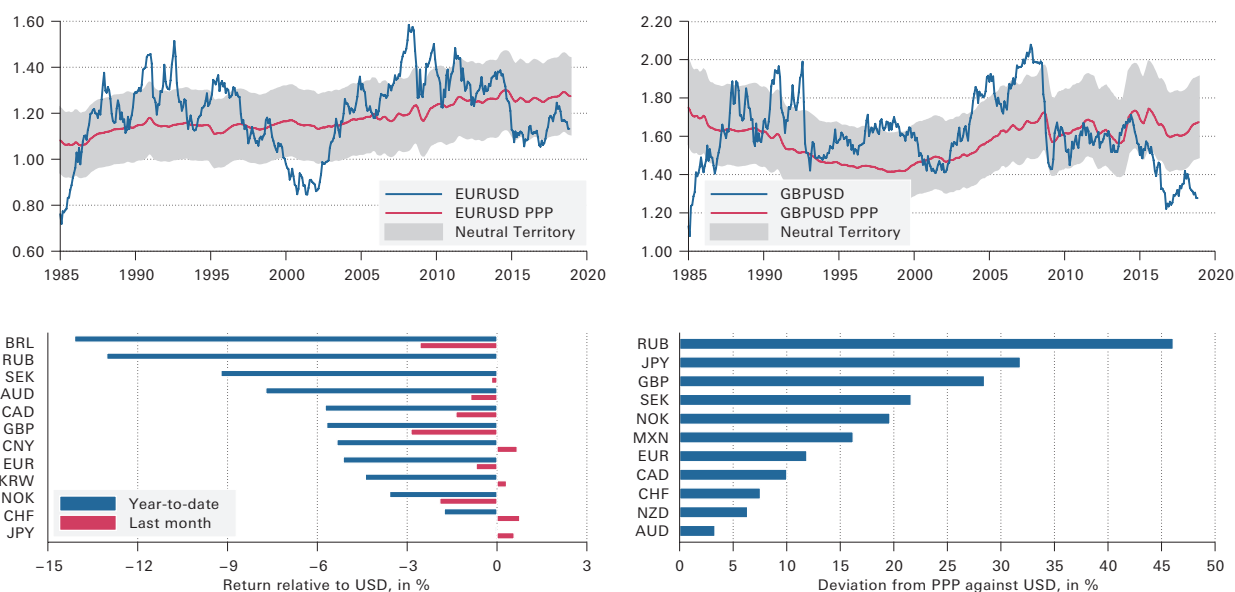 1.60
1.40
1.20
1.00
0.80
0.60
EURUSD
EURUSD PPP
Neutral Territory
1985 1990 1995 2000 2005 2010 2015 2020
2.20
2.00
1.80
1.60
1.40
1.20
1.00
GBPUSD
GBPUSD PPP
Neutral Territory
1985 1990 1995 2000 2005 2010 2015 2020
BRL
RUB
SEK
AUD
CAD
GBP
CNY
EUR
KRW
NOK
CHF
JPY
Year-to-date
Last month
−15 −12 −9 −6 −3 0 3
Return relative to USD, in %
RUB
JPY
GBP
SEK
NOK
MXN
EUR
CAD
CHF
NZD
AUD
0 5 10 15 20 25 30 35 40 45 50
Deviation from PPP against USD, in %